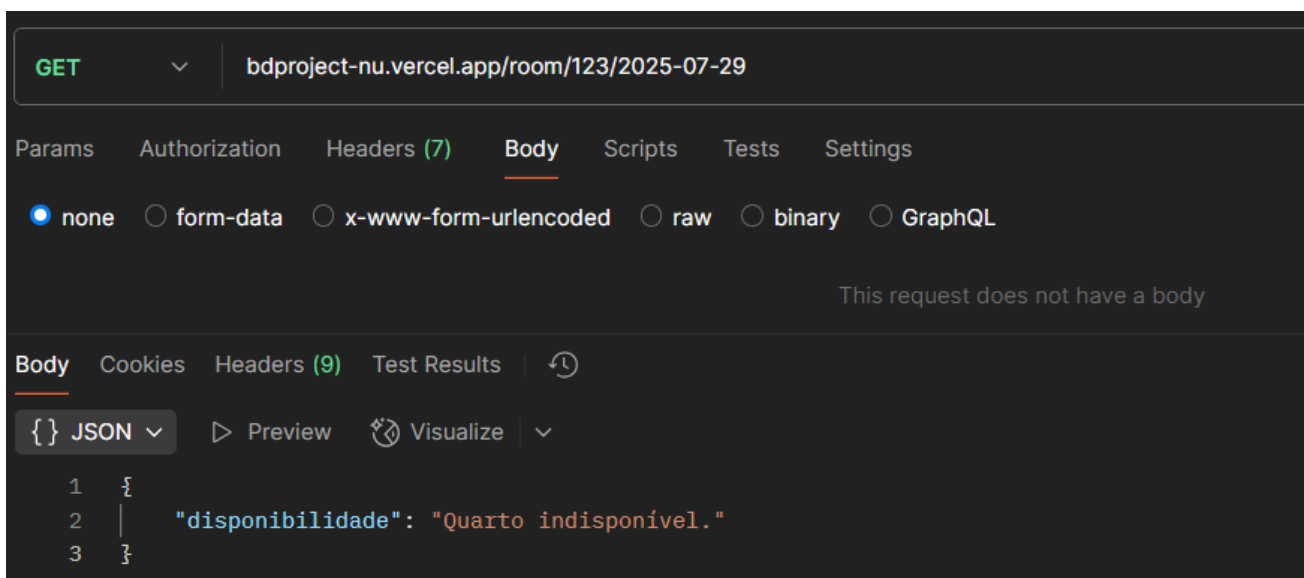 GET bdproject-nu.vercel.app/room/123/2025-07-29
Params Authorization Headers (7) Body Scripts Tests Settings
none form-data x-www-form-urlencoded raw binary GraphQL
This request does not have a body
Body Cookies Headers (9) Test Results
{ } JSON Preview Visualize
1 {
2 "disponibilidade": "Quarto indisponível."
3 }